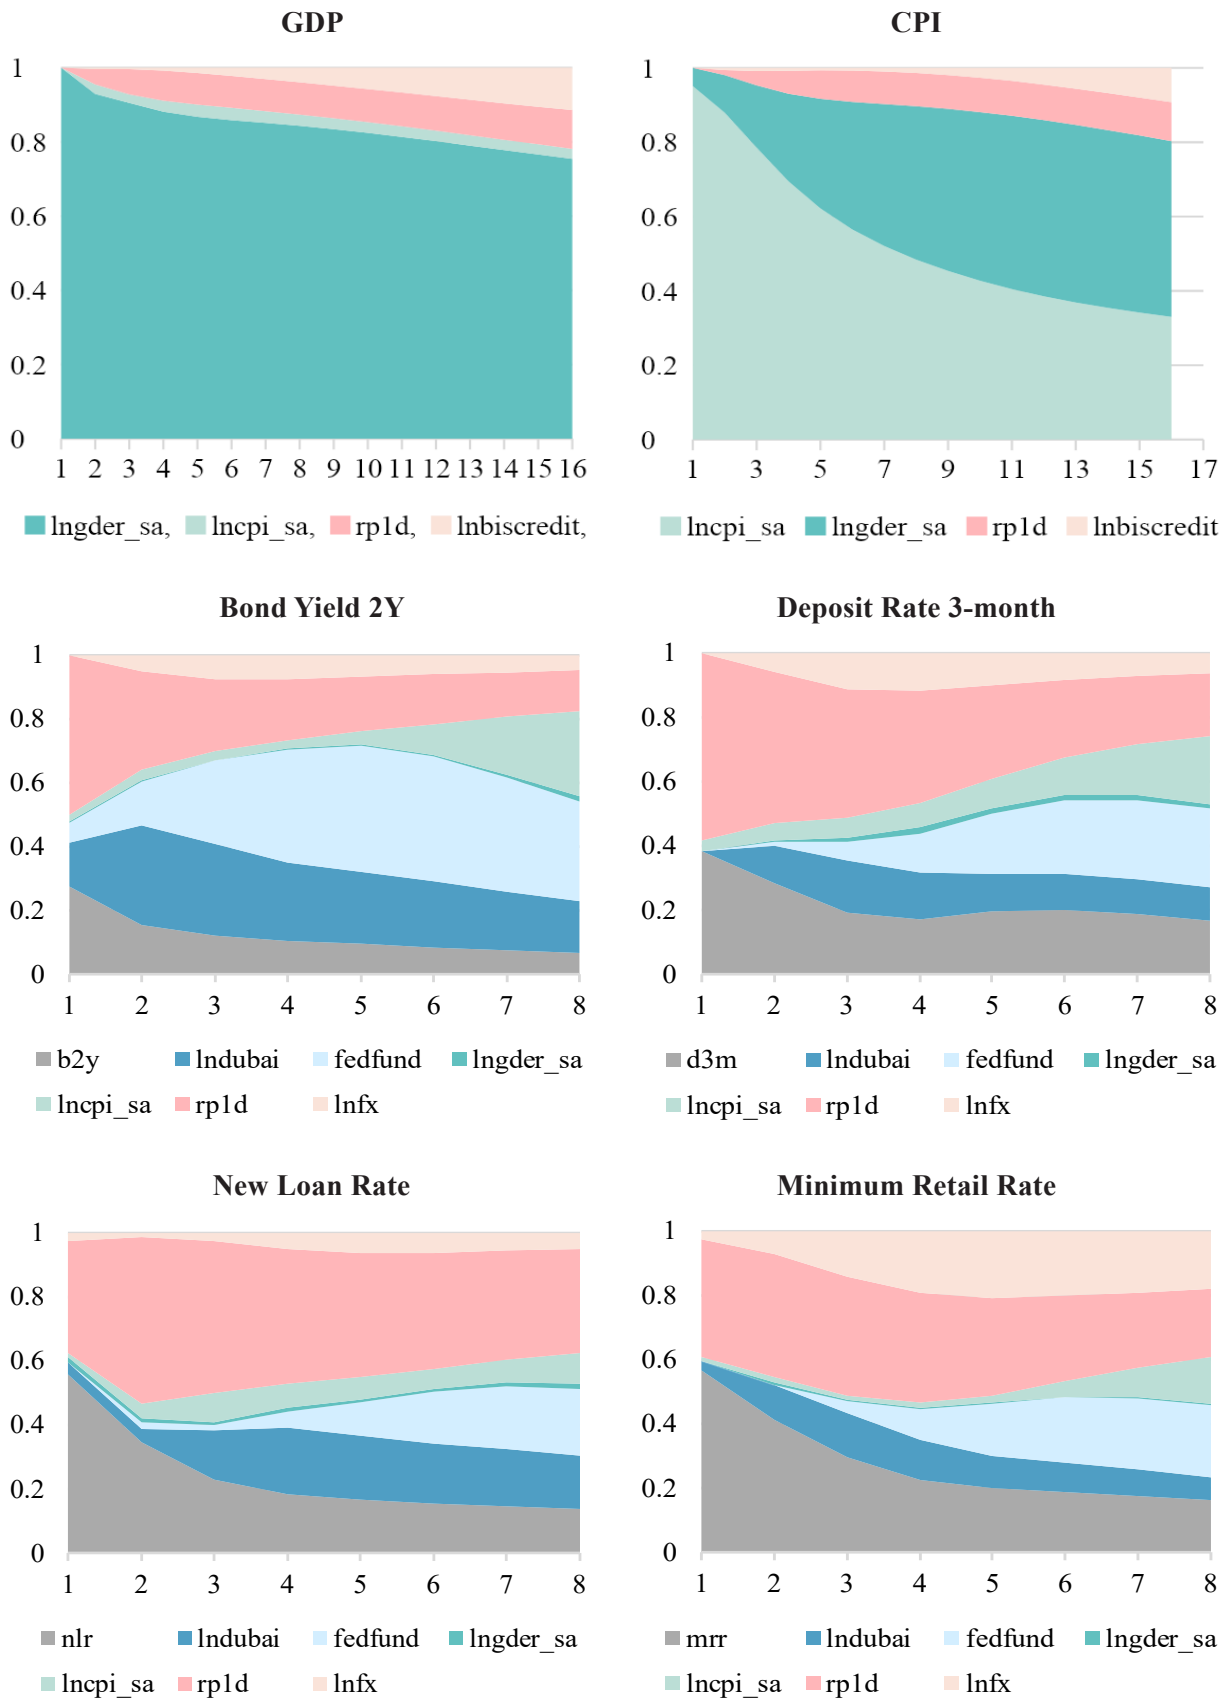 GDP
1
0.8
0.6
0.4
0.2
0
1 2 3 4 5 6 7 8 9 10 11 12 13 14 15 16
lngder_sa, lncpi_sa, rp1d, lnbiscredit,
CPI
1
0.8
0.6
0.4
0.2
0
1 3 5 7 9 11 13 15 17
lncpi_sa lngder_sa rp1d lnbiscredit
Bond Yield 2Y
1
0.8
0.6
0.4
0.2
0
1 2 3 4 5 6 7 8
b2y lndubai fedfund lngder_sa
lncpi_sa rp1d lnfx
Deposit Rate 3-month
1
0.8
0.6
0.4
0.2
0
1 2 3 4 5 6 7 8
d3m lndubai fedfund lngder_sa
lncpi_sa rp1d lnfx
New Loan Rate
1
0.8
0.6
0.4
0.2
0
1 2 3 4 5 6 7 8
nlr lndubai fedfund lngder_sa
lncpi_sa rp1d lnfx
Minimum Retail Rate
1
0.8
0.6
0.4
0.2
0
1 2 3 4 5 6 7 8
mrr lndubai fedfund lngder_sa
lncpi_sa rp1d lnfx